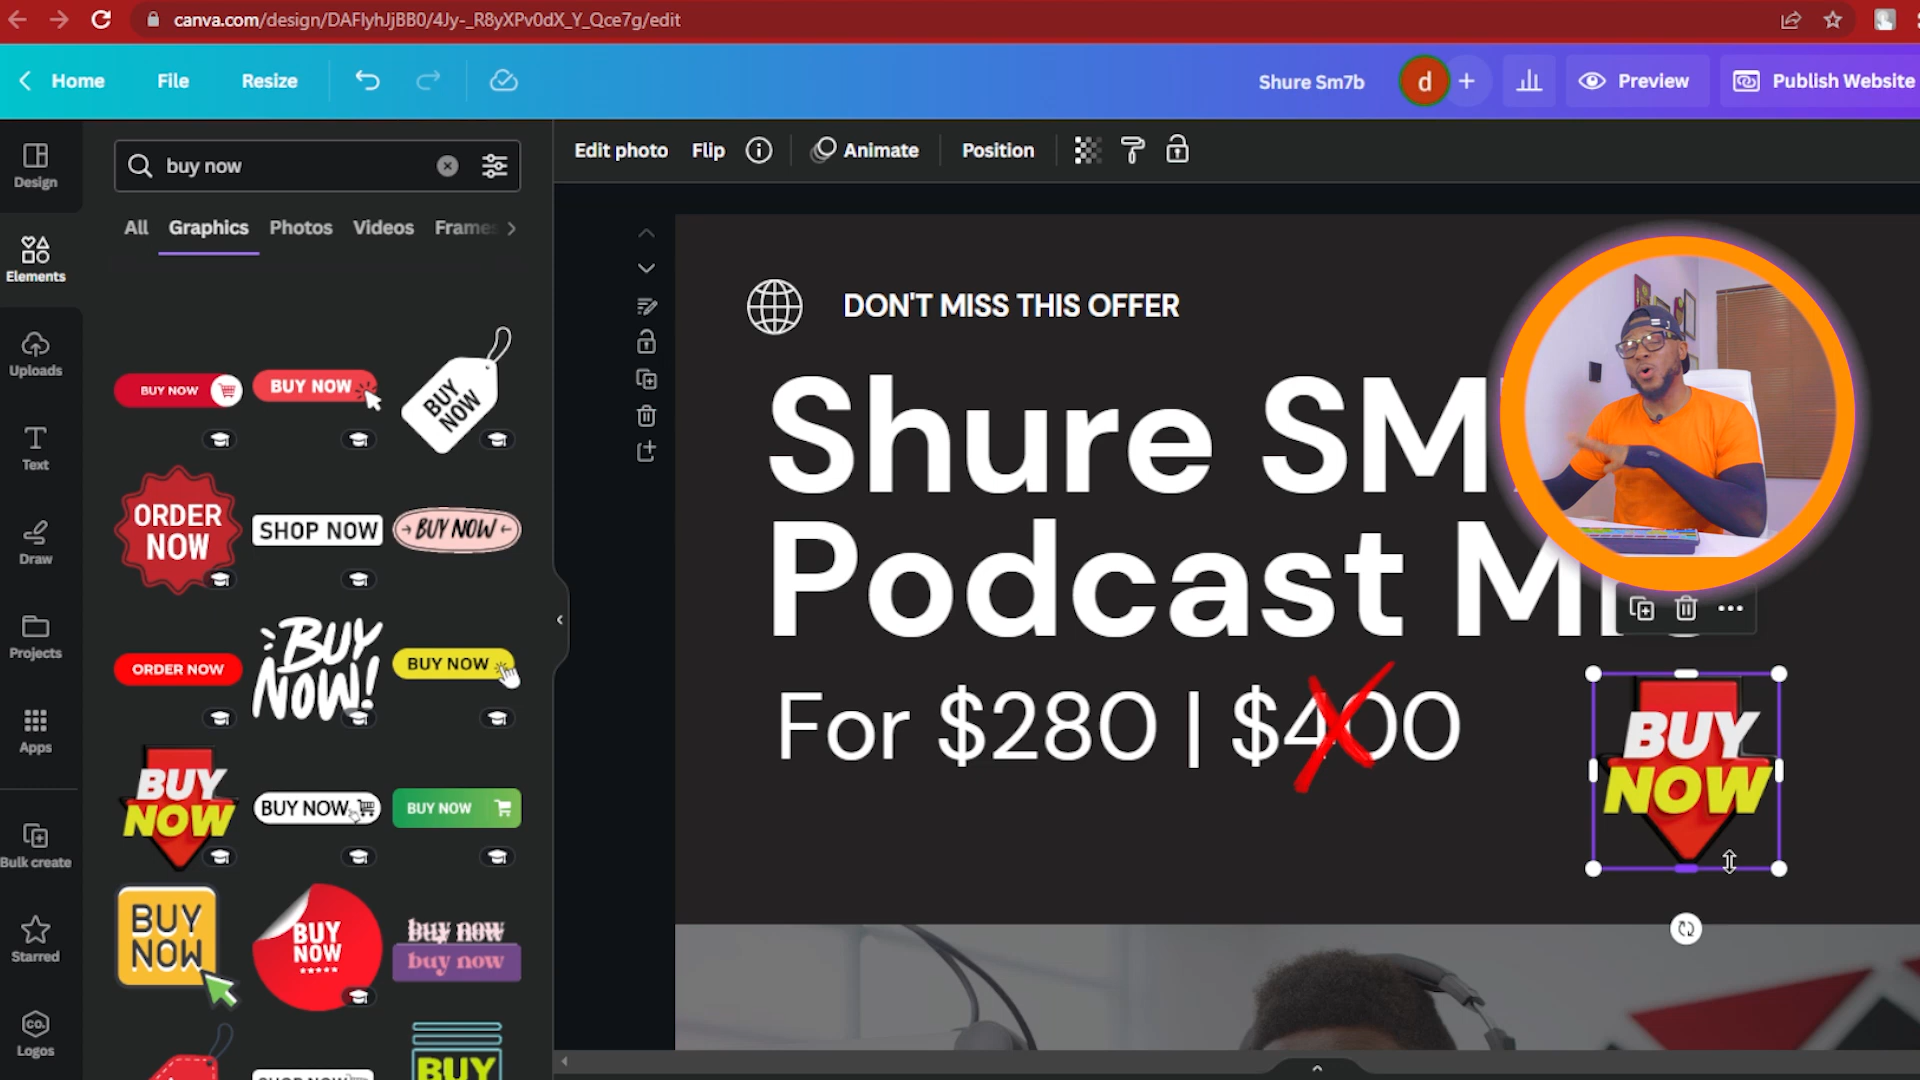 canva.com/design/DAFlyhJjBB0/4Jy-_R8yXPv0dX_Y_Qce7g/edit
Home
File
Resize
Shure Sm7b
d
Preview
Publish Website
Design
Elements
Uploads
Text
Draw
Projects
Apps
Bulk create
Starred
CO.
Logos
buy now
All
Graphics
Photos
Videos
Frames
BUY NOW
BUY NOW
BUY
NOW
ORDER
NOW
SHOP NOW
BUY NOW
ORDER NOW
BUY
NOW!
BUY NOW
BUY
NOW
BUY NOW
BUY NOW
BUY
NOW
BUY
NOW
buy now
buy now
SHOP NOW
BUY
Edit photo
Flip
Animate
Position
DON'T MISS THIS OFFER
Shure SM
Podcast M
For $280 | $400
BUY
NOW